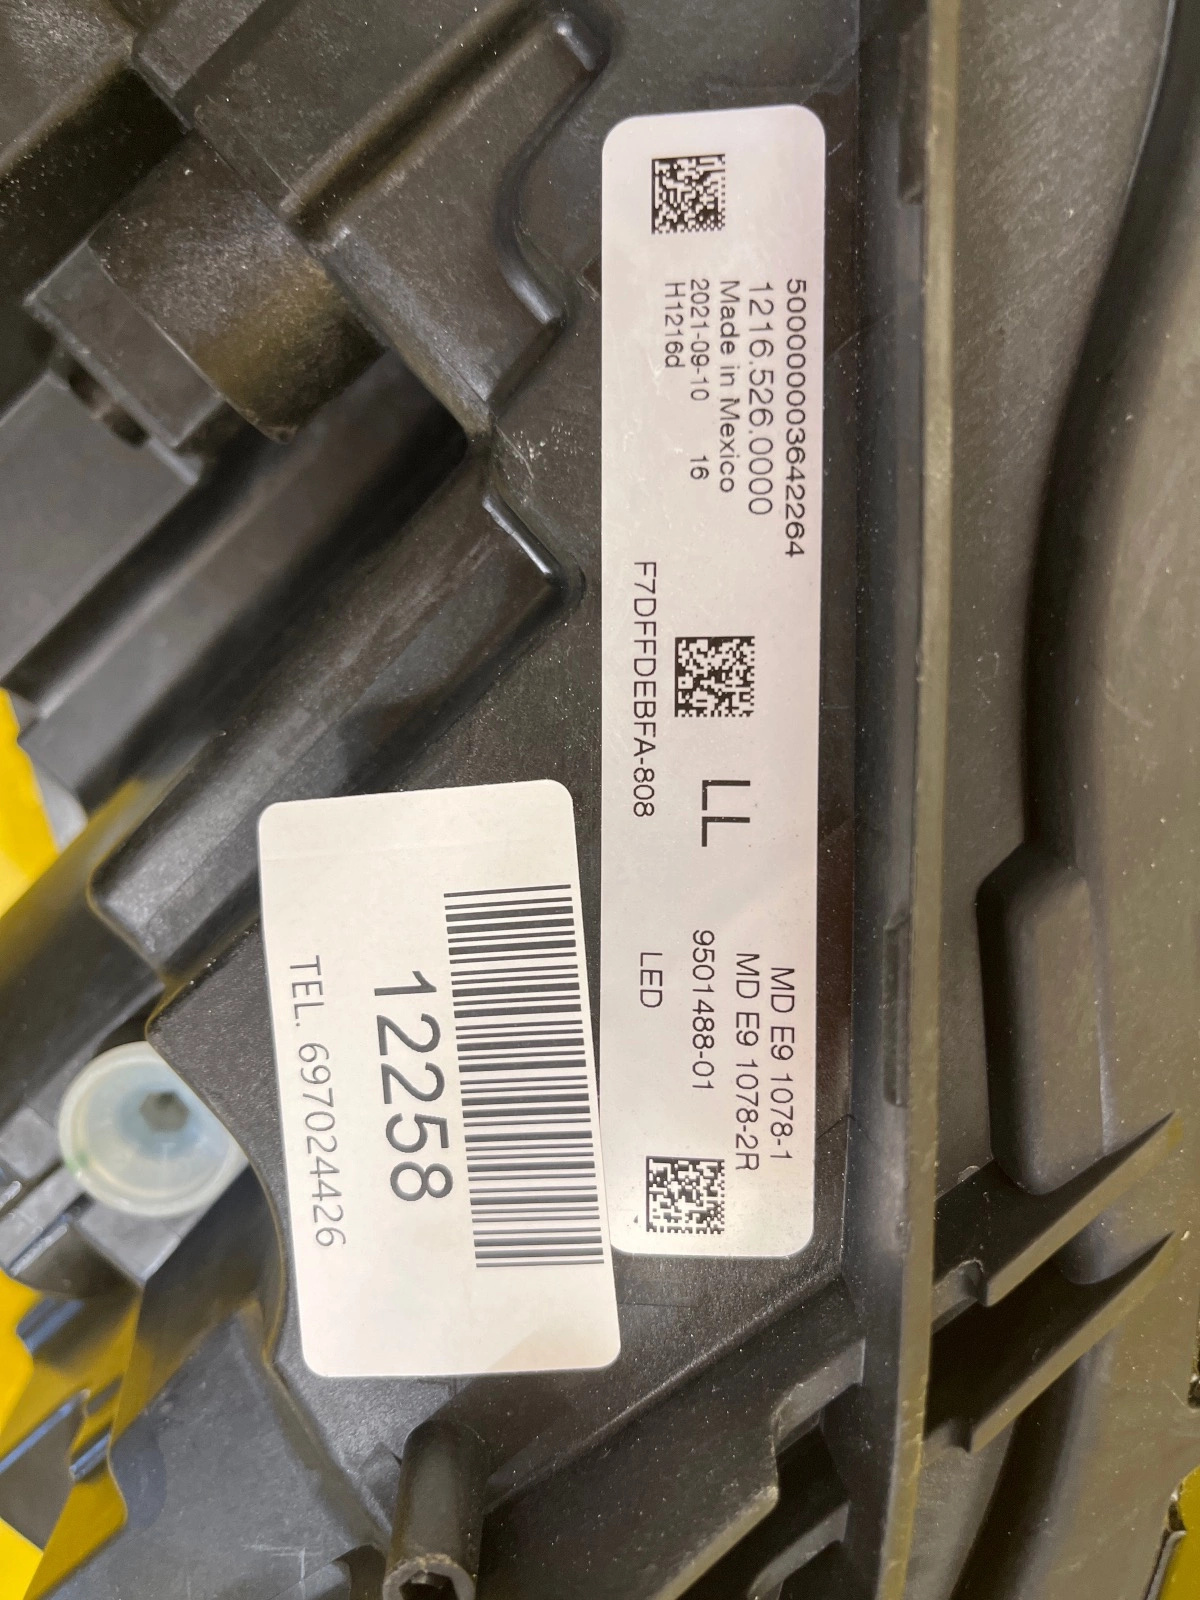 5000000003642264
1216.526.0000
Made in Mexico
2021-09-10 16
H1216d
F7DFFDEBFA-808
LL
MD E9 1078-1
MD E9 1078-2R
9501488-01
LED
12258
TEL. 697024426